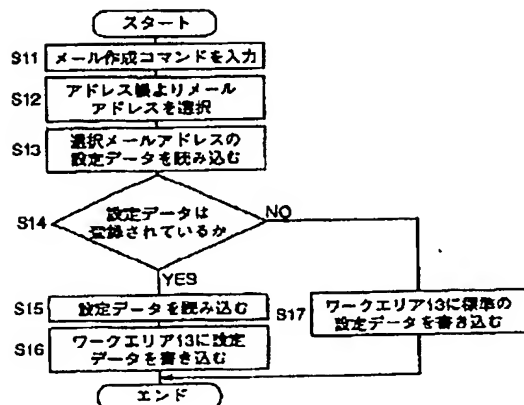 スタート
S11 メール作成コマンドを入力
S12 アドレス帳よりメール
アドレスを選択
S13 選択メールアドレスの
設定データを読み込む
S14 設定データは
登録されているか
NO
YES
S15 設定データを読み込む
S17 ワークエリア13に標準の
設定データを書き込む
S16 ワークエリア13に設定
データを書き込む
エンド